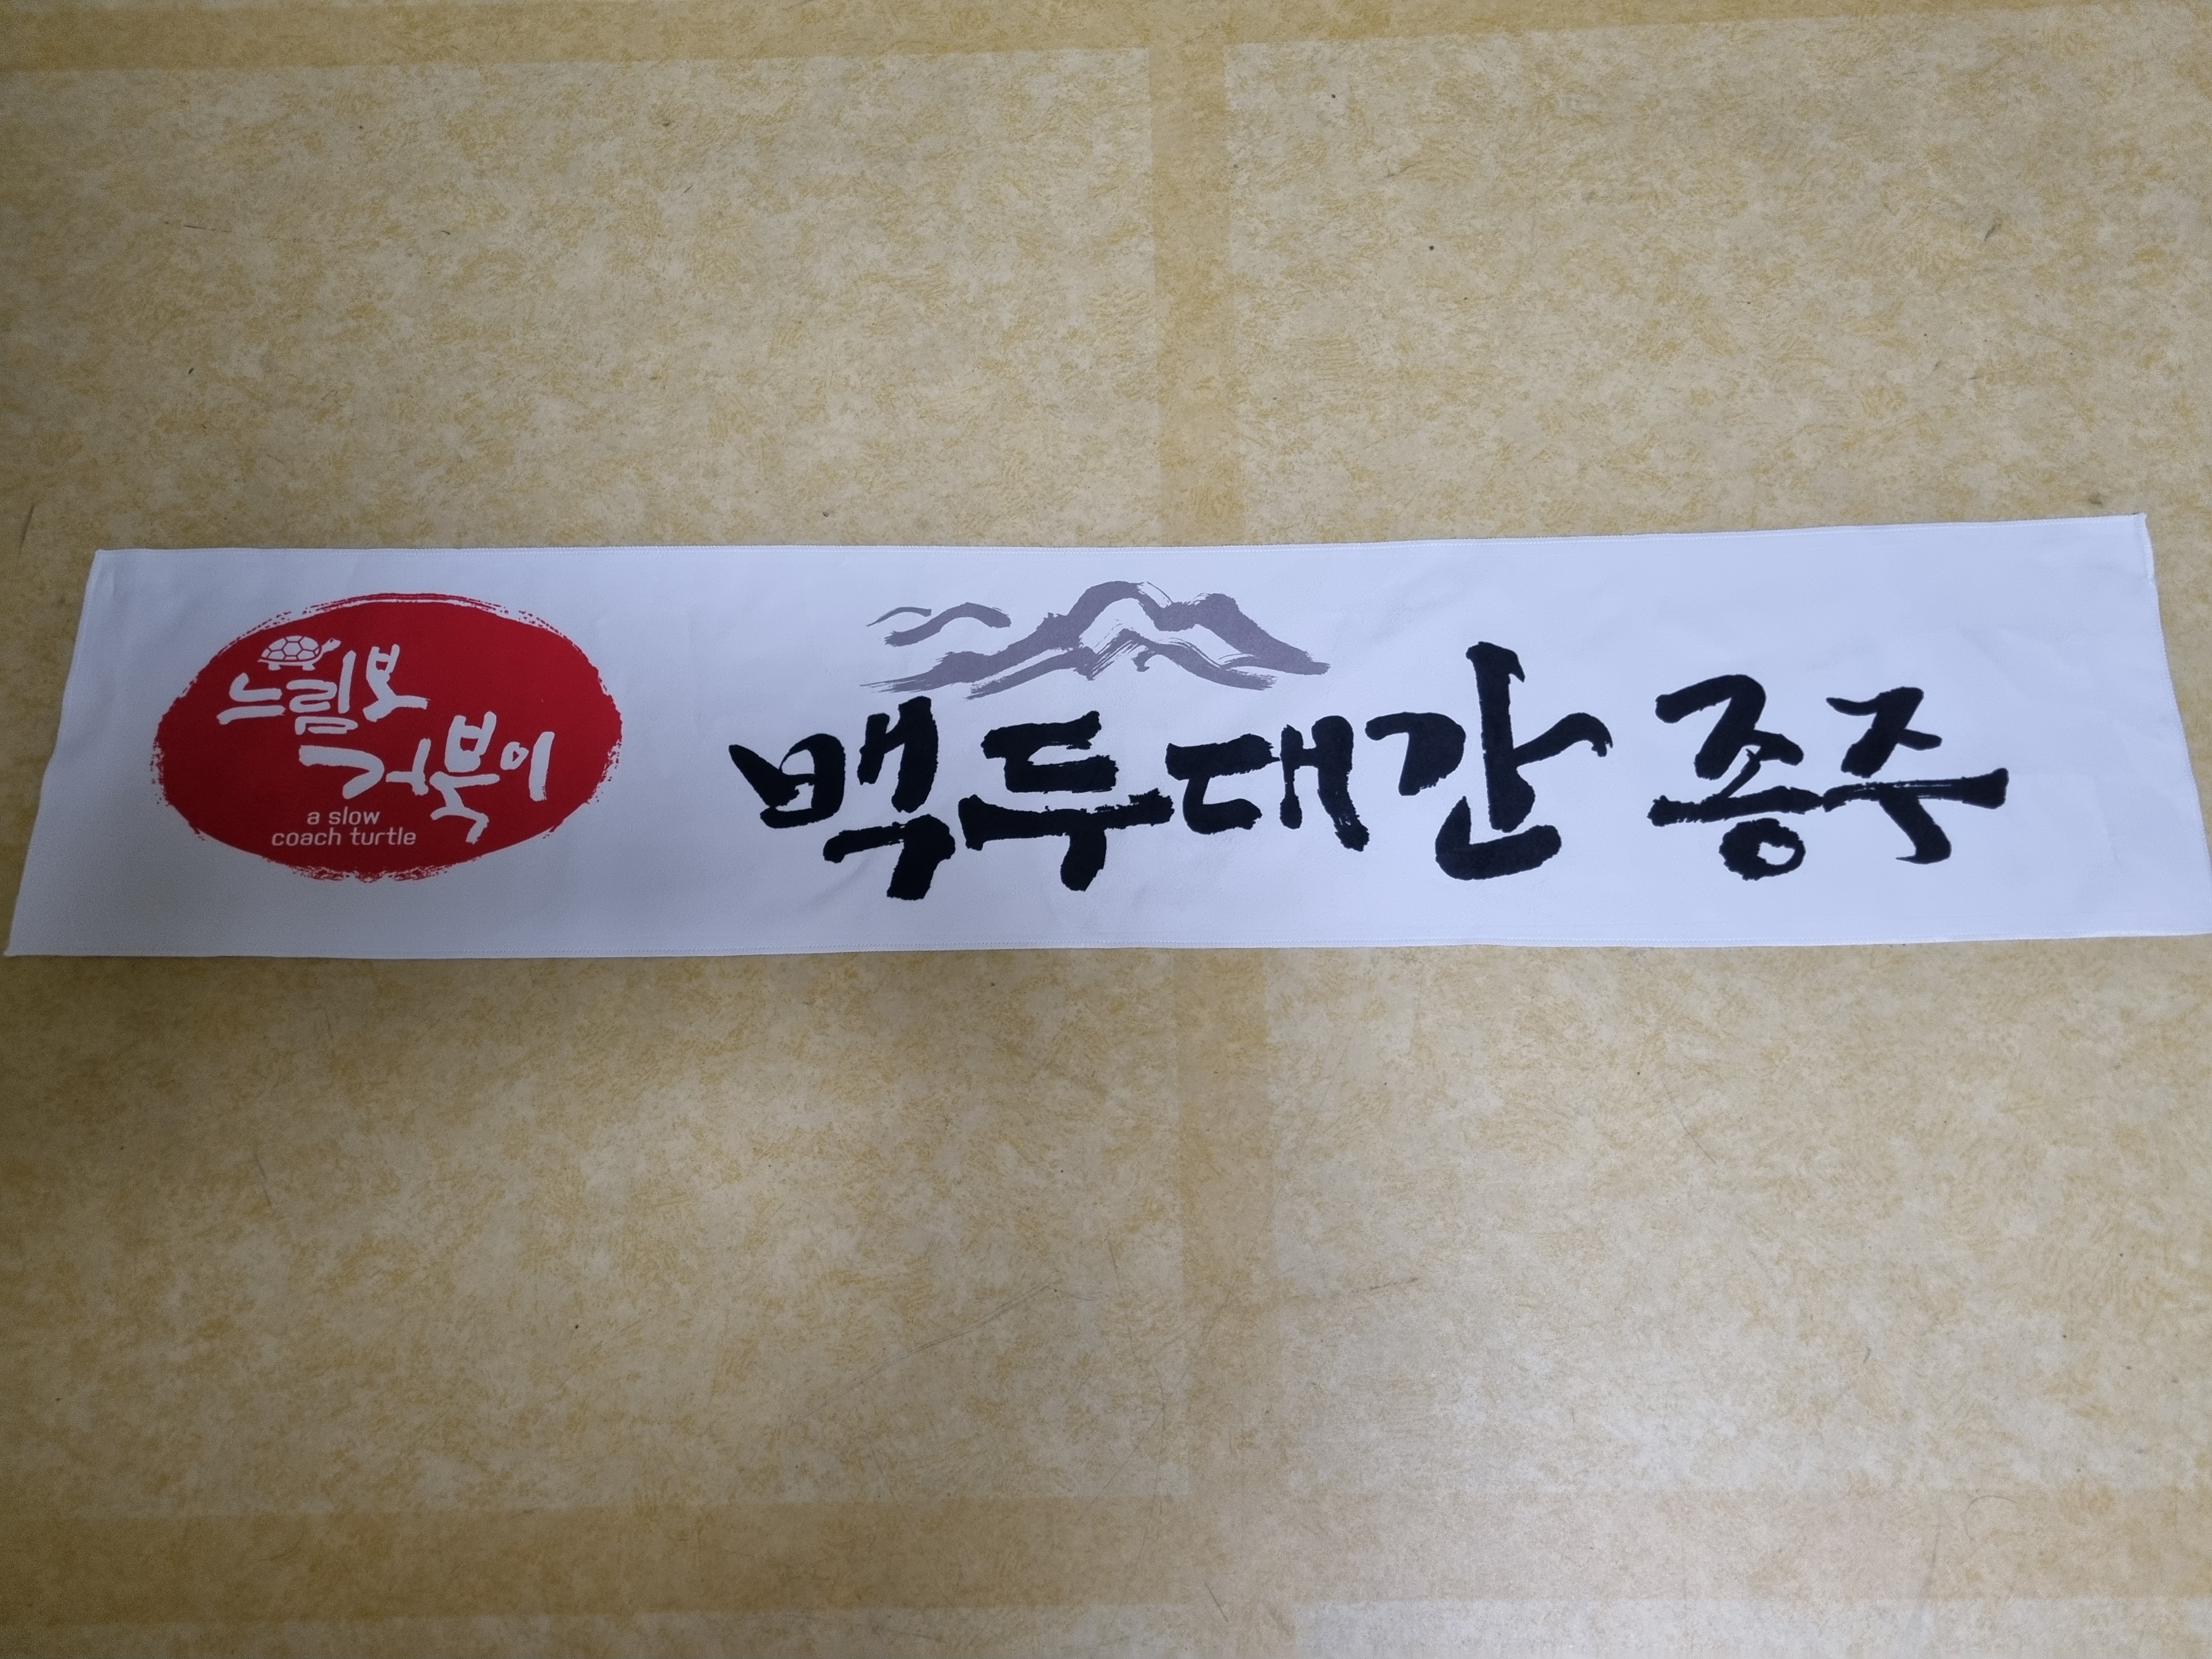 느림보
거북이
a slow
coach turtle
백두대간 종주